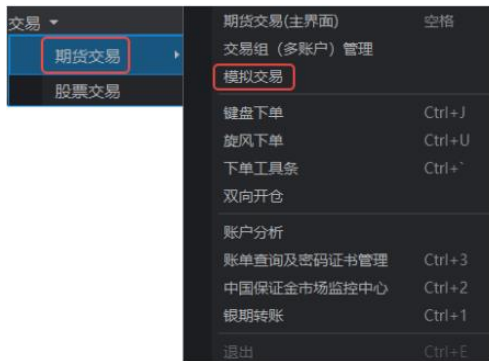 交易
期货交易
股票交易
期货交易(主界面) 空格
交易组（多账户）管理
模拟交易
键盘下单 Ctrl+J
旋风下单 Ctrl+U
下单工具条 Ctrl+`
双向开仓
账户分析
账单查询及密码证书管理 Ctrl+3
中国保证金市场监控中心 Ctrl+2
银期转账 Ctrl+1
退出 Ctrl+E